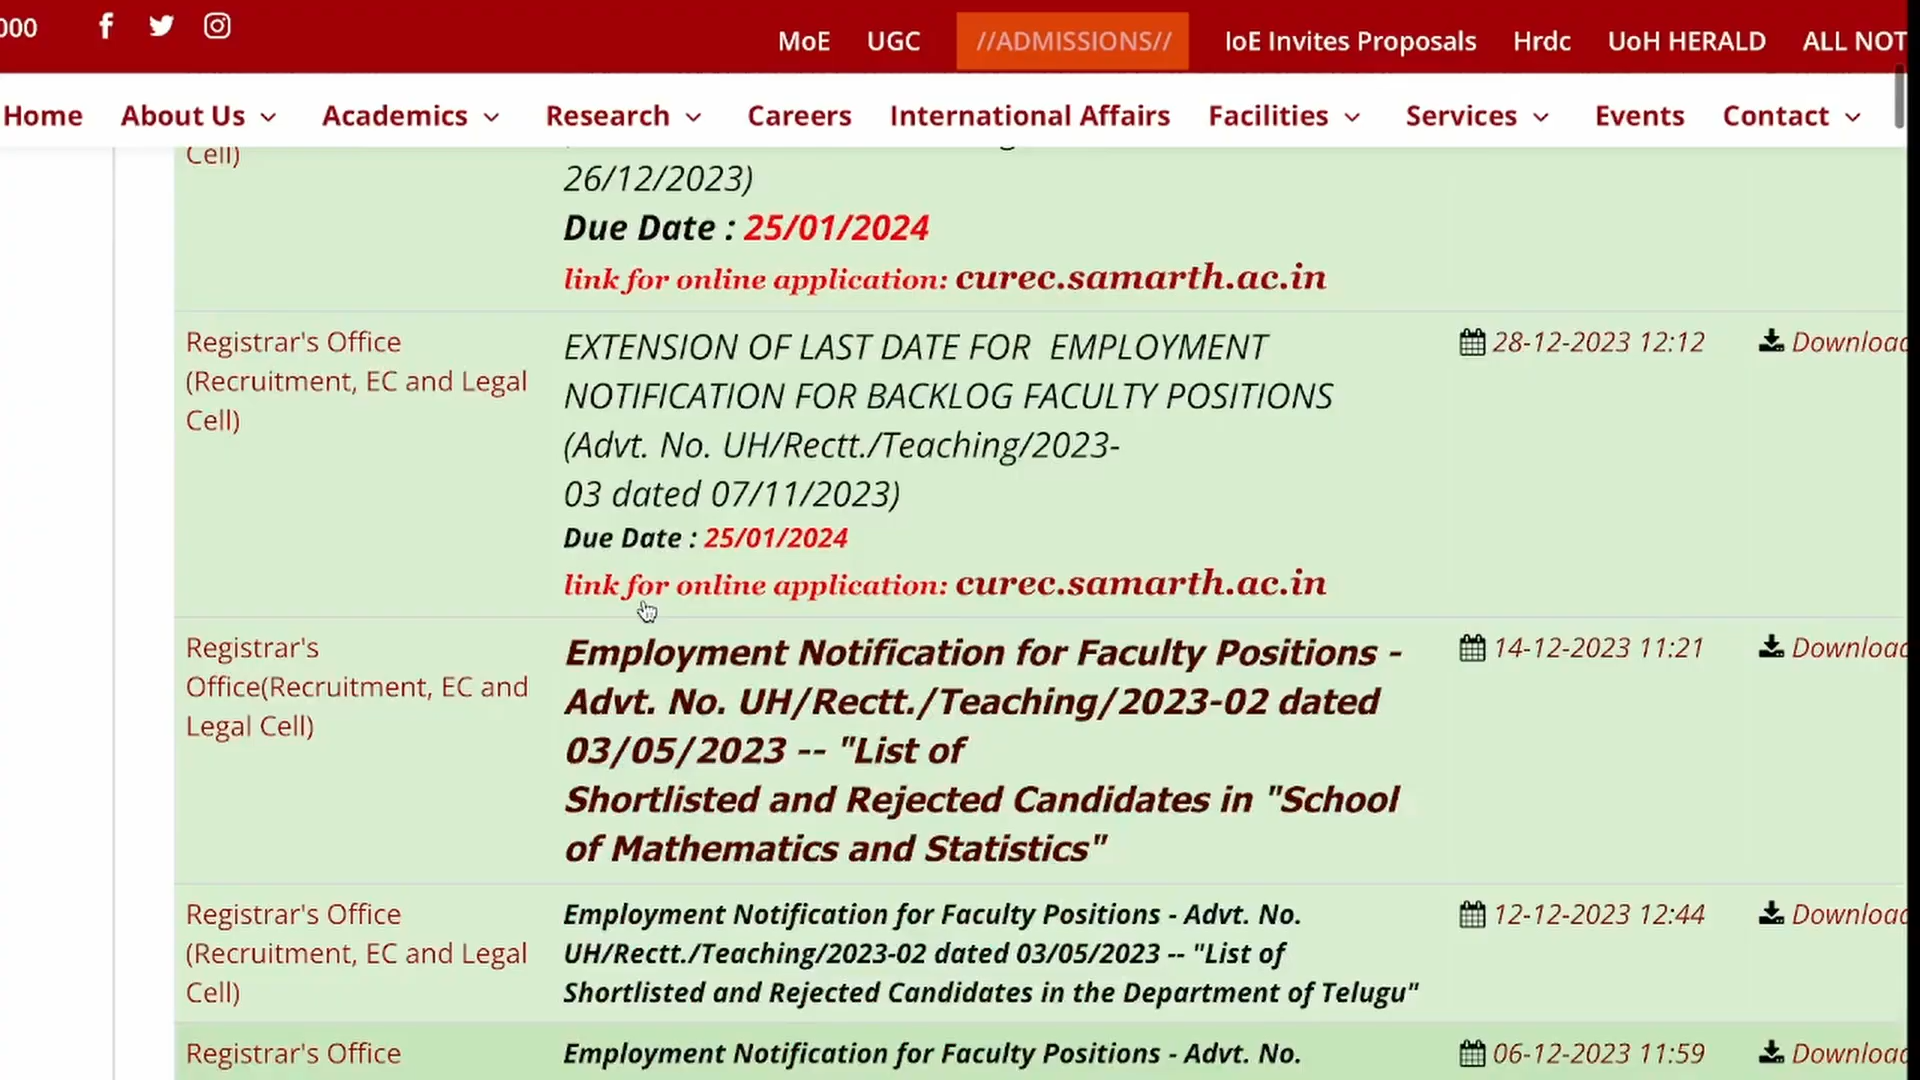 000
MoE UGC //ADMISSIONS// IoE Invites Proposals Hrdc UoH HERALD ALL NOT
Home About Us Academics Research Careers International Affairs Facilities Services Events Contact
Cell)
26/12/2023)
Due Date : 25/01/2024
link for online application: curec.samarth.ac.in
Registrar's Office
(Recruitment, EC and Legal
Cell)
EXTENSION OF LAST DATE FOR EMPLOYMENT
NOTIFICATION FOR BACKLOG FACULTY POSITIONS
(Advt. No. UH/Rectt./Teaching/2023-
03 dated 07/11/2023)
Due Date : 25/01/2024
link for online application: curec.samarth.ac.in
28-12-2023 12:12
Download
Registrar's
Office(Recruitment, EC and
Legal Cell)
Employment Notification for Faculty Positions -
Advt. No. UH/Rectt./Teaching/2023-02 dated
03/05/2023 -- "List of
Shortlisted and Rejected Candidates in "School
of Mathematics and Statistics"
14-12-2023 11:21
Download
Registrar's Office
(Recruitment, EC and Legal
Cell)
Employment Notification for Faculty Positions - Advt. No.
UH/Rectt./Teaching/2023-02 dated 03/05/2023 -- "List of
Shortlisted and Rejected Candidates in the Department of Telugu"
12-12-2023 12:44
Download
Registrar's Office
Employment Notification for Faculty Positions - Advt. No.
06-12-2023 11:59
Download